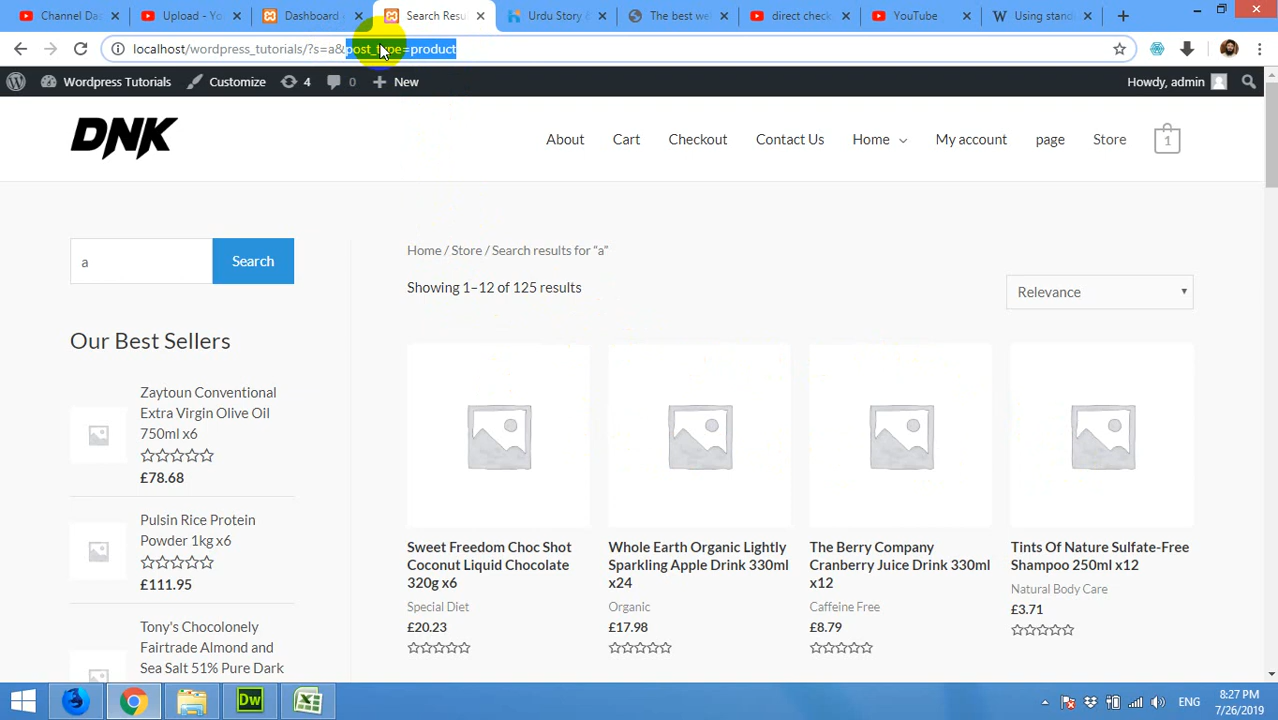 Channel Da
Upload - Yo
Dashboard
Search Resu
Urdu Story &
The best we
direct check
YouTube
Using stand
localhost/wordpress_tutorials/?s=a&post_type=product
Wordpress Tutorials
Customize
4
0
New
Howdy, admin
DNK
About
Cart
Checkout
Contact Us
Home
My account
page
Store
1
a
Search
Home / Store / Search results for “a”
Showing 1–12 of 125 results
Relevance
Our Best Sellers
Zaytoun Conventional
Extra Virgin Olive Oil
750ml x6
£78.68
Pulsin Rice Protein
Powder 1kg x6
£111.95
Tony's Chocolonely
Fairtrade Almond and
Sea Salt 51% Pure Dark
Sweet Freedom Choc Shot
Coconut Liquid Chocolate
320g x6
Special Diet
£20.23
Whole Earth Organic Lightly
Sparkling Apple Drink 330ml
x24
Organic
£17.98
The Berry Company
Cranberry Juice Drink 330ml
x12
Caffeine Free
£8.79
Tints Of Nature Sulfate-Free
Shampoo 250ml x12
Natural Body Care
£3.71
Dw
ENG
8:27 PM
7/26/2019